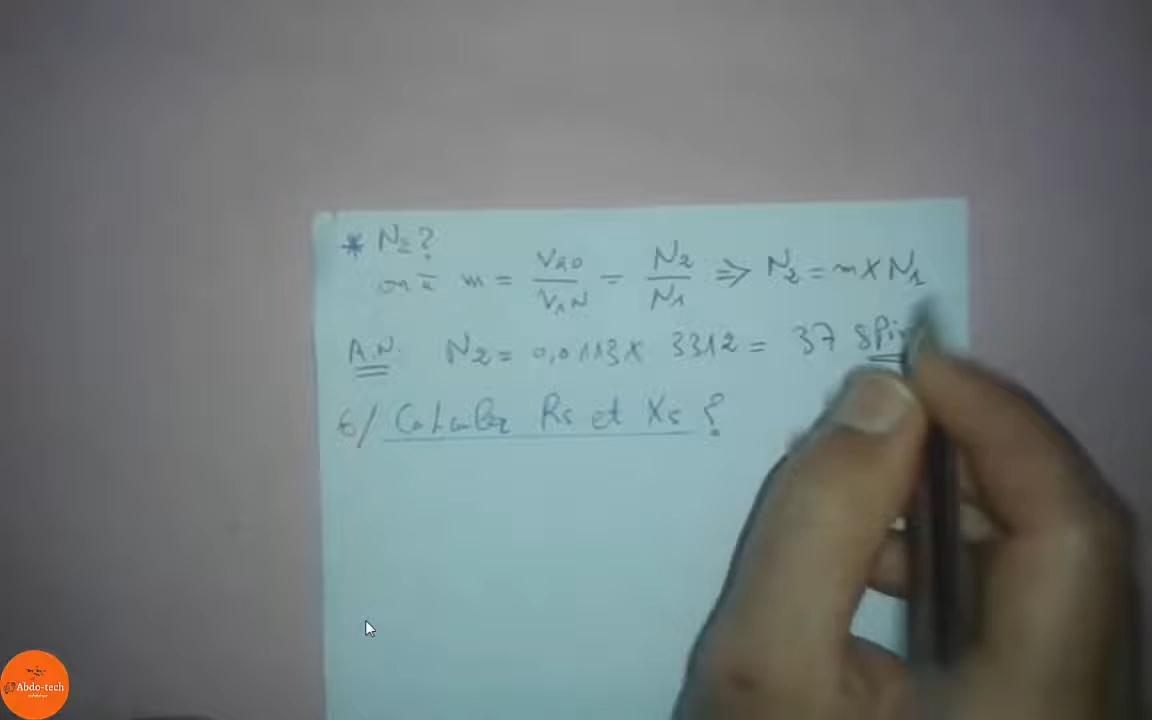 * N2 ?
on a m = V20 / V1N = N2 / N1 ⇒ N2 = m x N1
A.N. N2 = 0,0113 x 3312 = 37 spi
6/ Calculer Rs et Xs ?
Abdo-tech